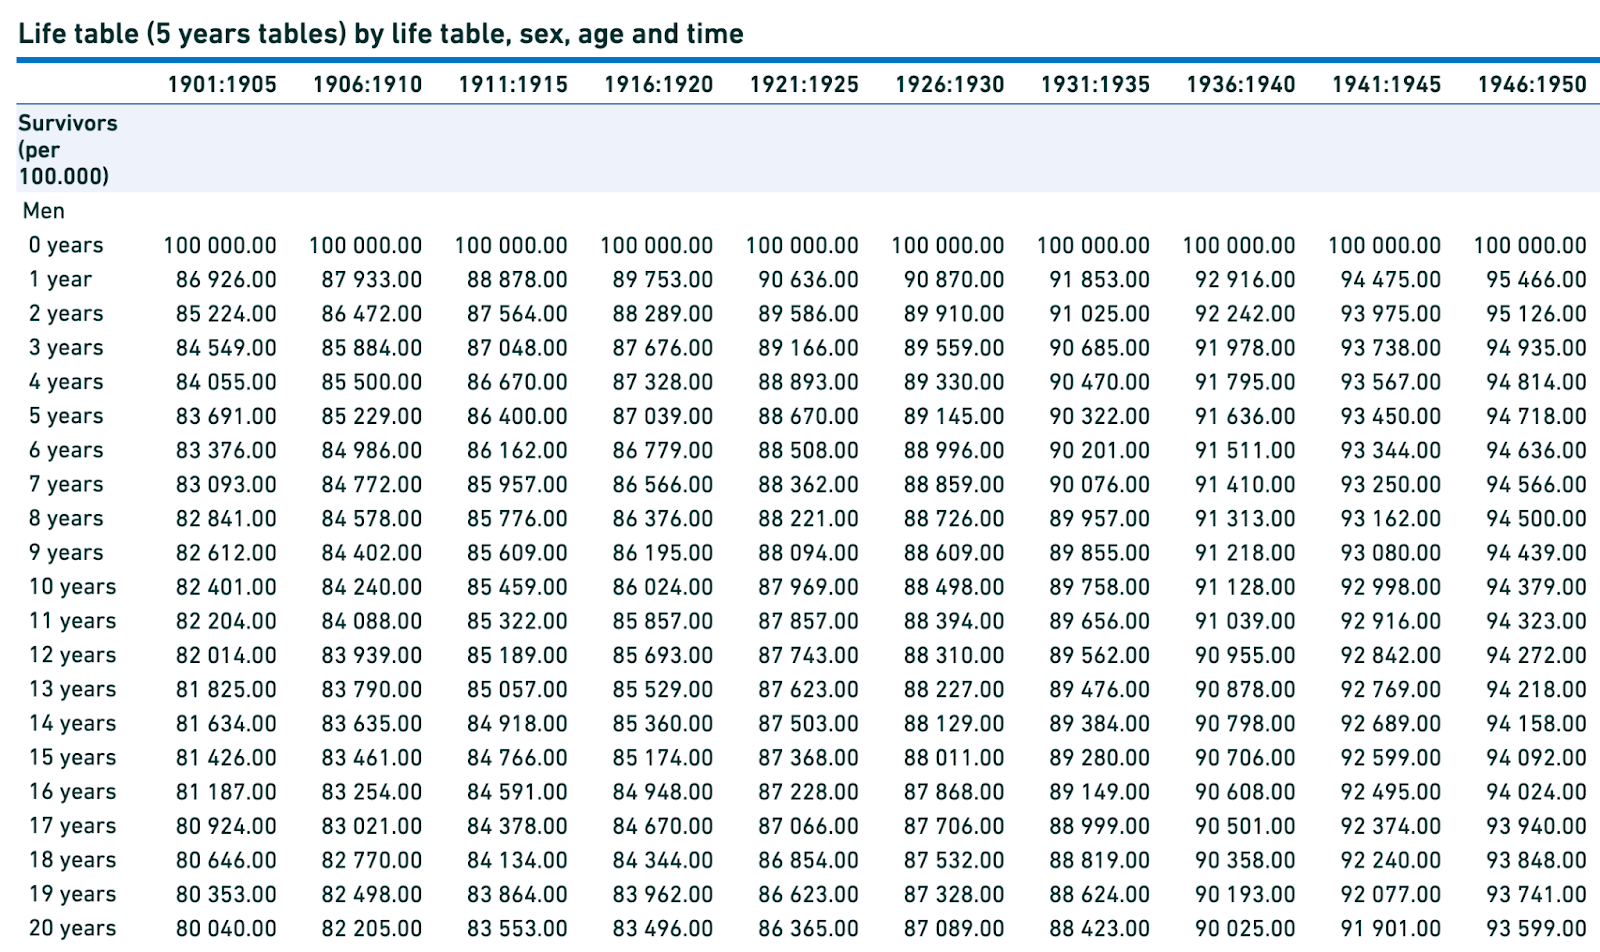 Life table (5 years tables) by life table, sex, age and time
1901:1905 1906:1910 1911:1915 1916:1920 1921:1925 1926:1930 1931:1935 1936:1940 1941:1945 1946:1950
Survivors
(per
100.000)
Men
0 years 100 000.00 100 000.00 100 000.00 100 000.00 100 000.00 100 000.00 100 000.00 100 000.00 100 000.00 100 000.00
1 year 86 926.00 87 933.00 88 878.00 89 753.00 90 636.00 90 870.00 91 853.00 92 916.00 94 475.00 95 466.00
2 years 85 224.00 86 472.00 87 564.00 88 289.00 89 586.00 89 910.00 91 025.00 92 242.00 93 975.00 95 126.00
3 years 84 549.00 85 884.00 87 048.00 87 676.00 89 166.00 89 559.00 90 685.00 91 978.00 93 738.00 94 935.00
4 years 84 055.00 85 500.00 86 670.00 87 328.00 88 893.00 89 330.00 90 470.00 91 795.00 93 567.00 94 814.00
5 years 83 691.00 85 229.00 86 400.00 87 039.00 88 670.00 89 145.00 90 322.00 91 636.00 93 450.00 94 718.00
6 years 83 376.00 84 986.00 86 162.00 86 779.00 88 508.00 88 996.00 90 201.00 91 511.00 93 344.00 94 636.00
7 years 83 093.00 84 772.00 85 957.00 86 566.00 88 362.00 88 859.00 90 076.00 91 410.00 93 250.00 94 566.00
8 years 82 841.00 84 578.00 85 776.00 86 376.00 88 221.00 88 726.00 89 957.00 91 313.00 93 162.00 94 500.00
9 years 82 612.00 84 402.00 85 609.00 86 195.00 88 094.00 88 609.00 89 855.00 91 218.00 93 080.00 94 439.00
10 years 82 401.00 84 240.00 85 459.00 86 024.00 87 969.00 88 498.00 89 758.00 91 128.00 92 998.00 94 379.00
11 years 82 204.00 84 088.00 85 322.00 85 857.00 87 857.00 88 394.00 89 656.00 91 039.00 92 916.00 94 323.00
12 years 82 014.00 83 939.00 85 189.00 85 693.00 87 743.00 88 310.00 89 562.00 90 955.00 92 842.00 94 272.00
13 years 81 825.00 83 790.00 85 057.00 85 529.00 87 623.00 88 227.00 89 476.00 90 878.00 92 769.00 94 218.00
14 years 81 634.00 83 635.00 84 918.00 85 360.00 87 503.00 88 129.00 89 384.00 90 798.00 92 689.00 94 158.00
15 years 81 426.00 83 461.00 84 766.00 85 174.00 87 368.00 88 011.00 89 280.00 90 706.00 92 599.00 94 092.00
16 years 81 187.00 83 254.00 84 591.00 84 948.00 87 228.00 87 868.00 89 149.00 90 608.00 92 495.00 94 024.00
17 years 80 924.00 83 021.00 84 378.00 84 670.00 87 066.00 87 706.00 88 999.00 90 501.00 92 374.00 93 940.00
18 years 80 646.00 82 770.00 84 134.00 84 344.00 86 854.00 87 532.00 88 819.00 90 358.00 92 240.00 93 848.00
19 years 80 353.00 82 498.00 83 864.00 83 962.00 86 623.00 87 328.00 88 624.00 90 193.00 92 077.00 93 741.00
20 years 80 040.00 82 205.00 83 553.00 83 496.00 86 365.00 87 089.00 88 423.00 90 025.00 91 901.00 93 599.00